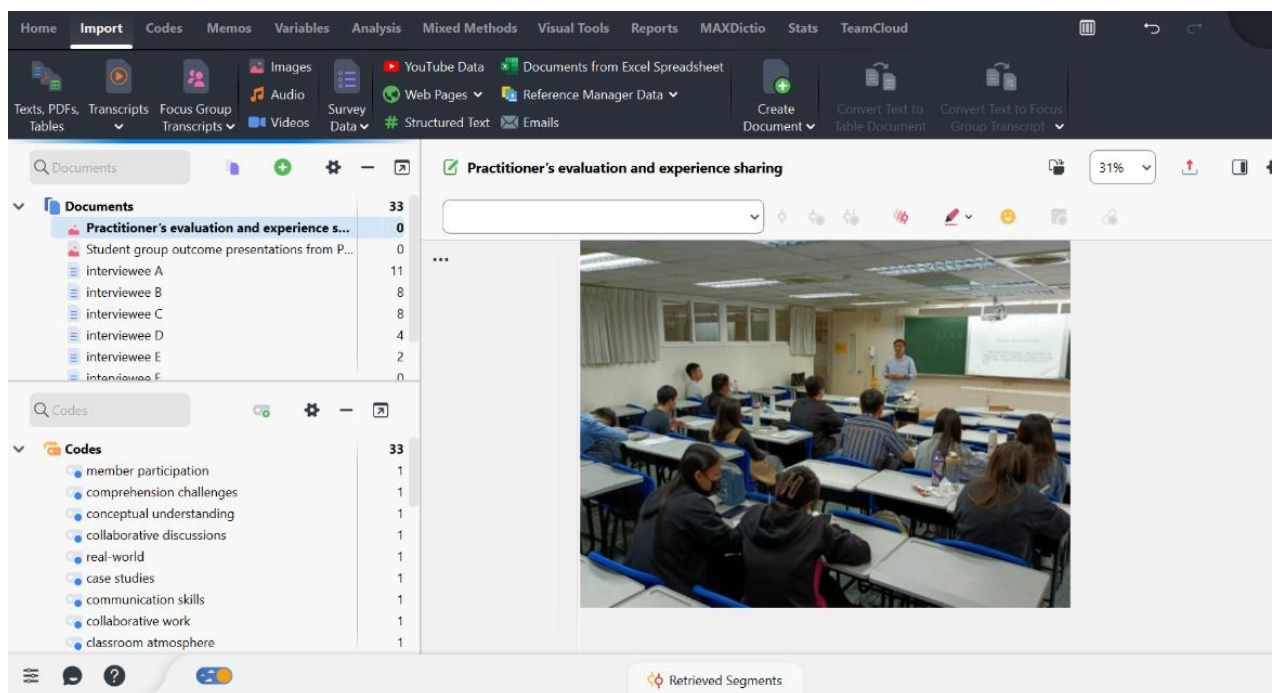 Home Import Codes Memos Variables Analysis Mixed Methods Visual Tools Reports MAXDictio Stats TeamCloud
Texts, PDFs,
Tables
Transcripts
Focus Group
Transcripts
Images
Audio
Videos
Survey
Data
YouTube Data
Web Pages
# Structured Text
Documents from Excel Spreadsheet
Reference Manager Data
Emails
Create
Document
Convert Text to
Table Document
Convert Text to Focus
Group Transcript
Documents
Documents 33
Practitioner's evaluation and experience s... 0
Student group outcome presentations from P... 0
interviewee A 11
interviewee B 8
interviewee C 8
interviewee D 4
interviewee E 2
interviewee F 0
Codes
Codes 33
member participation 1
comprehension challenges 1
conceptual understanding 1
collaborative discussions 1
real-world 1
case studies 1
communication skills 1
collaborative work 1
classroom atmosphere 1
Practitioner's evaluation and experience sharing
31%
...
Retrieved Segments